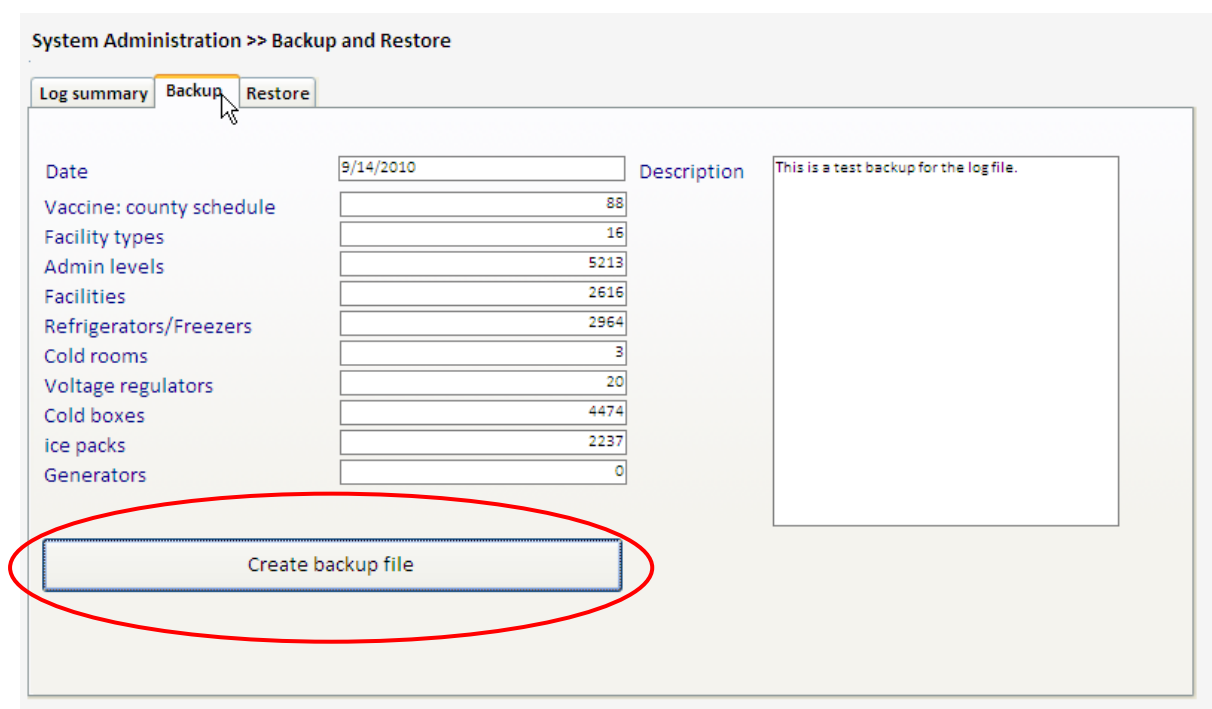 System Administration >> Backup and Restore
Log summary Backup Restore
Date 9/14/2010 Description This is a test backup for the log file.
Vaccine: county schedule 88
Facility types 16
Admin levels 5213
Facilities 2616
Refrigerators/Freezers 2964
Cold rooms 3
Voltage regulators 20
Cold boxes 4474
ice packs 2237
Generators 0
Create backup file